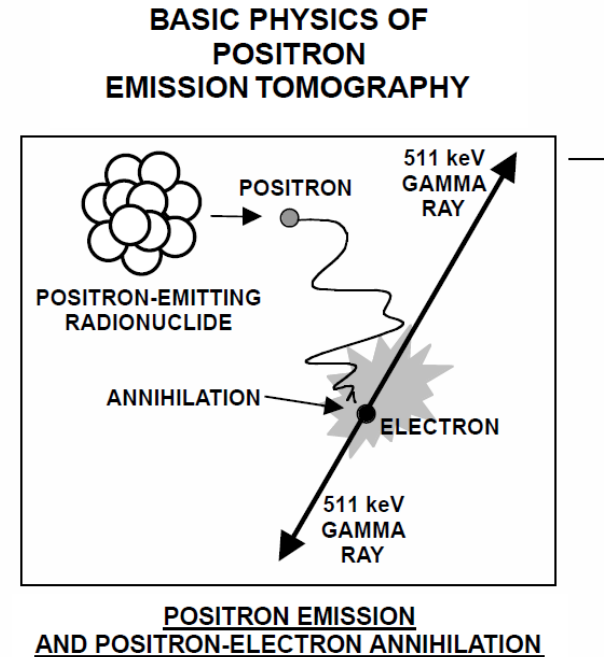 BASIC PHYSICS OF
POSITRON
EMISSION TOMOGRAPHY
511 keV
GAMMA
RAY
POSITRON
POSITRON-EMITTING
RADIONUCLIDE
ANNIHILATION
ELECTRON
511 keV
GAMMA
RAY
POSITRON EMISSION
AND POSITRON-ELECTRON ANNIHILATION